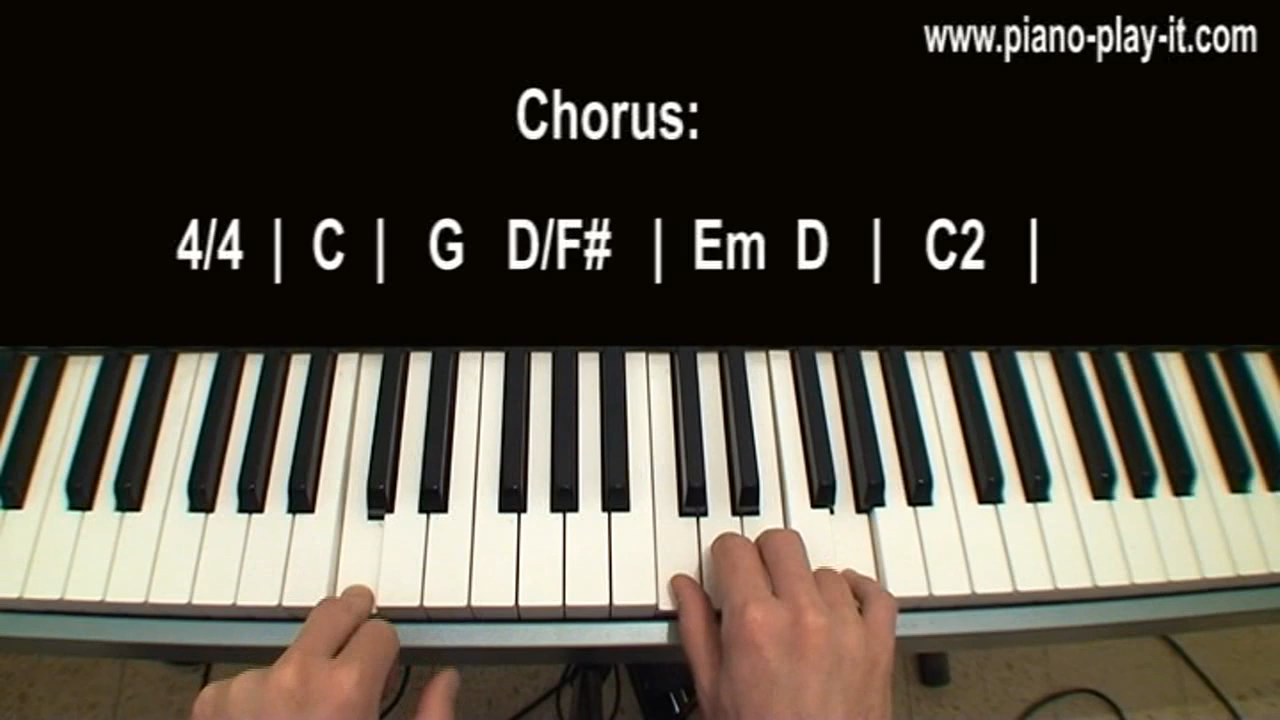 www.piano-play-it.com
Chorus:
4/4 | C | G D/F# | Em D | C2 |